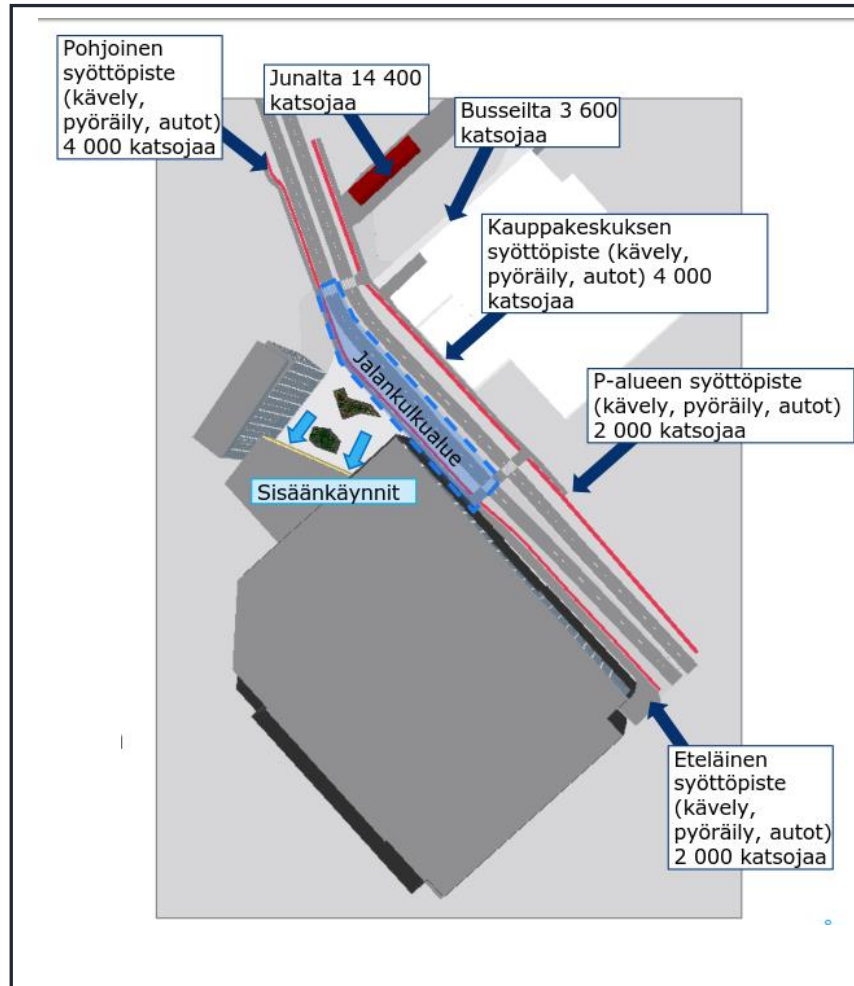 Pohjoinen
syöttöpiste
(kävely,
pyöräily, autot)
4 000 katsojaa
Junalta 14 400
katsojaa
Busseilta 3 600
katsojaa
Kauppakeskuksen
syöttöpiste (kävely,
pyöräily, autot) 4 000
katsojaa
P-alueen syöttöpiste
(kävely, pyöräily, autot)
2 000 katsojaa
Jalankulkualue
Sisäänkäynnit
Eteläinen
syöttöpiste
(kävely,
pyöräily, autot)
2 000 katsojaa